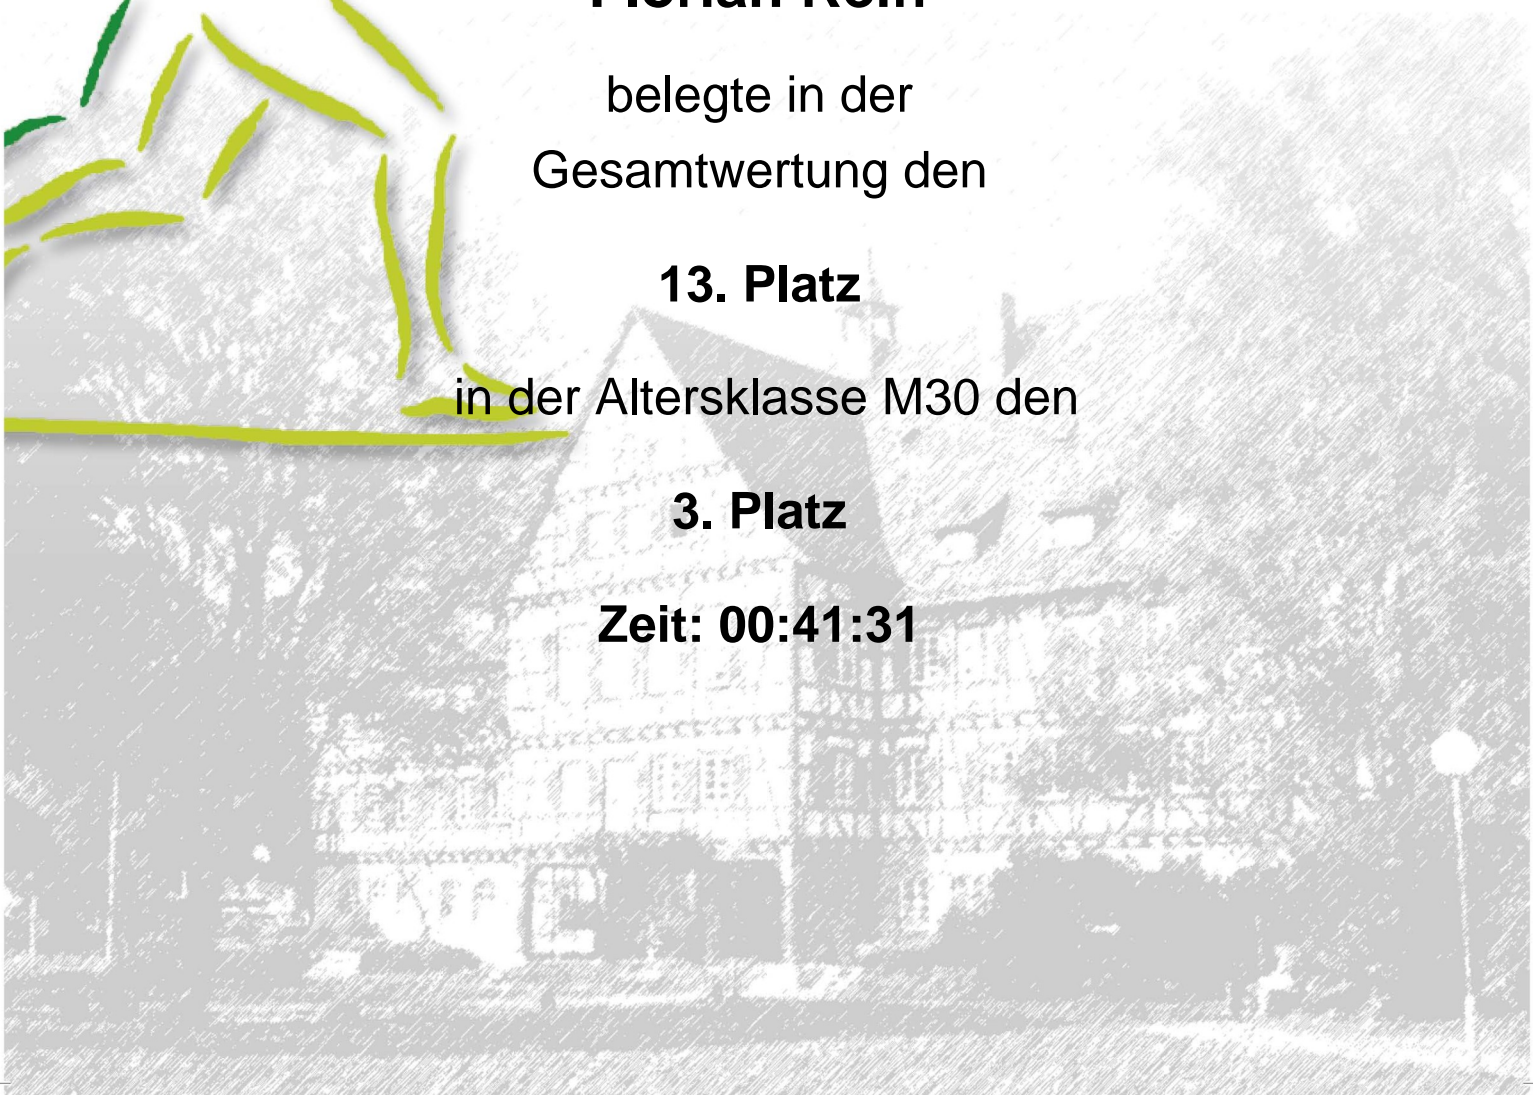 belegte in der
Gesamtwertung den
13. Platz
in der Altersklasse M30 den
3. Platz
Zeit: 00:41:31